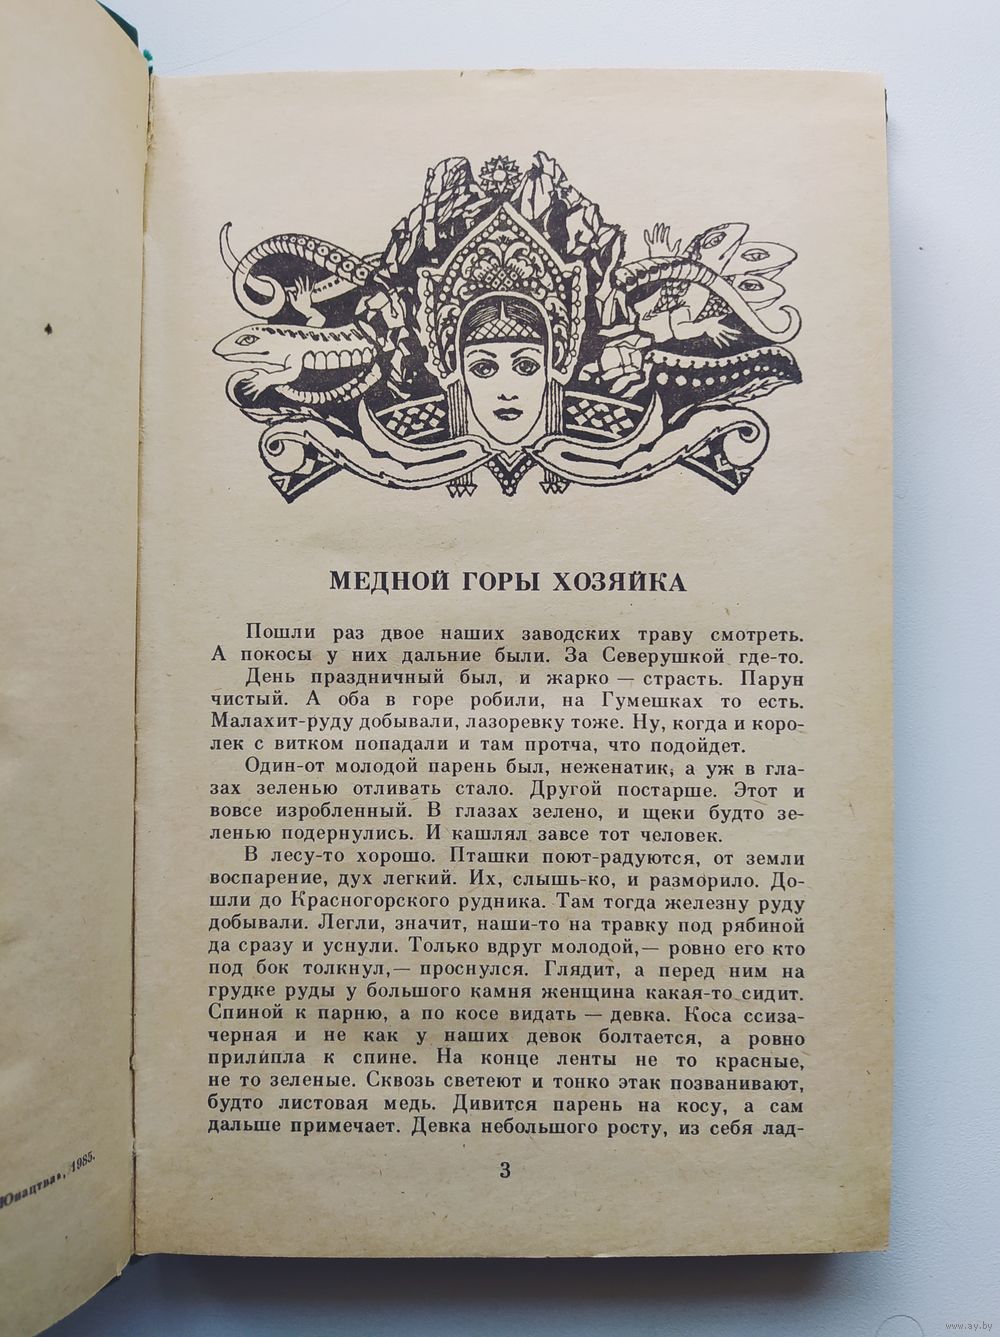 МЕДНОЙ ГОРЫ ХОЗЯЙКА
Пошли раз двое наших заводских траву смотреть.
А покосы у них дальние были. За Северушкой где-то.
День праздничный был, и жарко — страсть. Парун
чистый. А оба в горе робили, на Гумешках то есть.
Малахит-руду добывали, лазоревку тоже. Ну, когда и коро-
лек с витком попадали и там протча, что подойдет.
Один-от молодой парень был, неженатик, а уж в гла-
зах зеленью отливать стало. Другой постарше. Этот и
вовсе изробленный. В глазах зелено, и щеки будто зе-
ленью подернулись. И кашлял завсе тот человек.
В лесу-то хорошо. Пташки поют-радуются, от земли
воспарение, дух легкий. Их, слышь-ко, и разморило. До-
шли до Красногорского рудника. Там тогда железну руду
добывали. Легли, значит, наши-то на травку под рябиной
да сразу и уснули. Только вдруг молодой,— ровно его кто
под бок толкнул,— проснулся. Глядит, а перед ним на
грудке руды у большого камня женщина какая-то сидит.
Спиной к парню, а по косе видать — девка. Коса ссиза-
черная и не как у наших девок болтается, а ровно
прилипла к спине. На конце ленты не то красные,
не то зеленые. Сквозь светеют и тонко этак позванивают,
будто листовая медь. Дивится парень на косу, а сам
дальше примечает. Девка небольшого росту, из себя лад-
3
Юнацтва», 1985.
www.ay.by